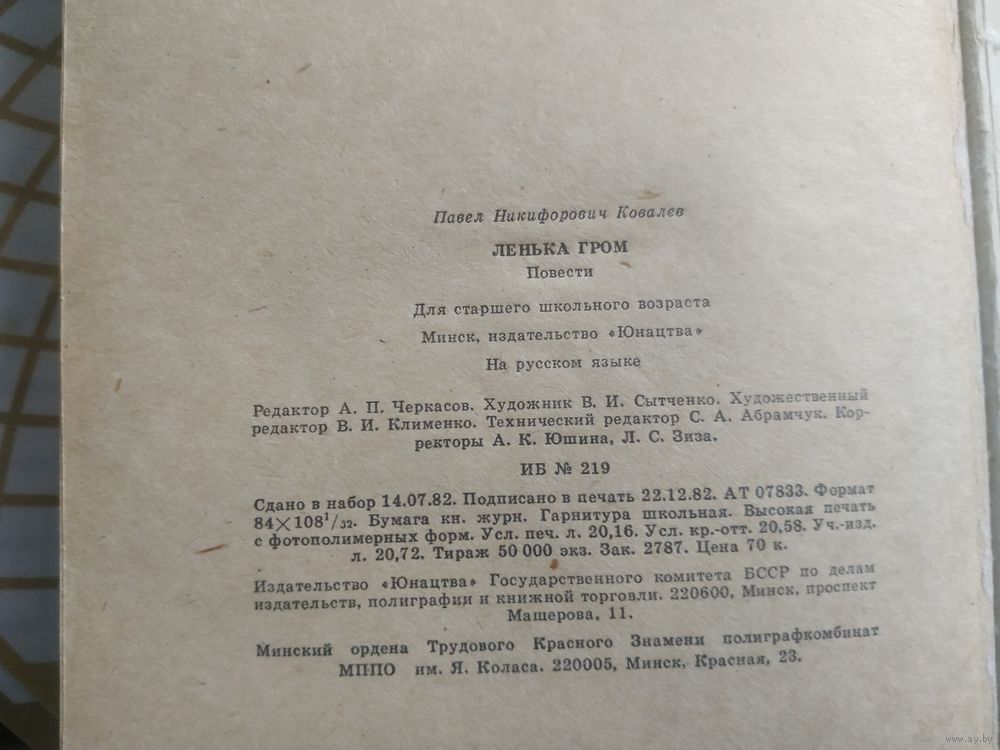 Павел Никифорович Ковалев
ЛЕНЬКА ГРОМ
Повести
Для старшего школьного возраста
Минск, издательство «Юнацтва»
На русском языке
Редактор А. П. Черкасов. Художник В. И. Сытченко. Художественный
редактор В. И. Клименко. Технический редактор С. А. Абрамчук. Кор-
ректоры А. К. Юшина, Л. С. Зиза.
ИБ № 219
Сдано в набор 14.07.82. Подписано в печать 22.12.82. АТ 07833. Формат
84×108¹/₃₂. Бумага кн. журн. Гарнитура школьная. Высокая печать
с фотополимерных форм. Усл. печ. л. 20,16. Усл. кр.-отт. 20,58. Уч.-изд.
л. 20,72. Тираж 50 000 экз. Зак. 2787. Цена 70 к.
Издательство «Юнацтва» Государственного комитета БССР по делам
издательств, полиграфии и книжной торговли. 220600, Минск, проспект
Машерова, 11.
Минский ордена Трудового Красного Знамени полиграфкомбинат
МППО им. Я. Коласа. 220005, Минск, Красная, 23.
www.ay.by